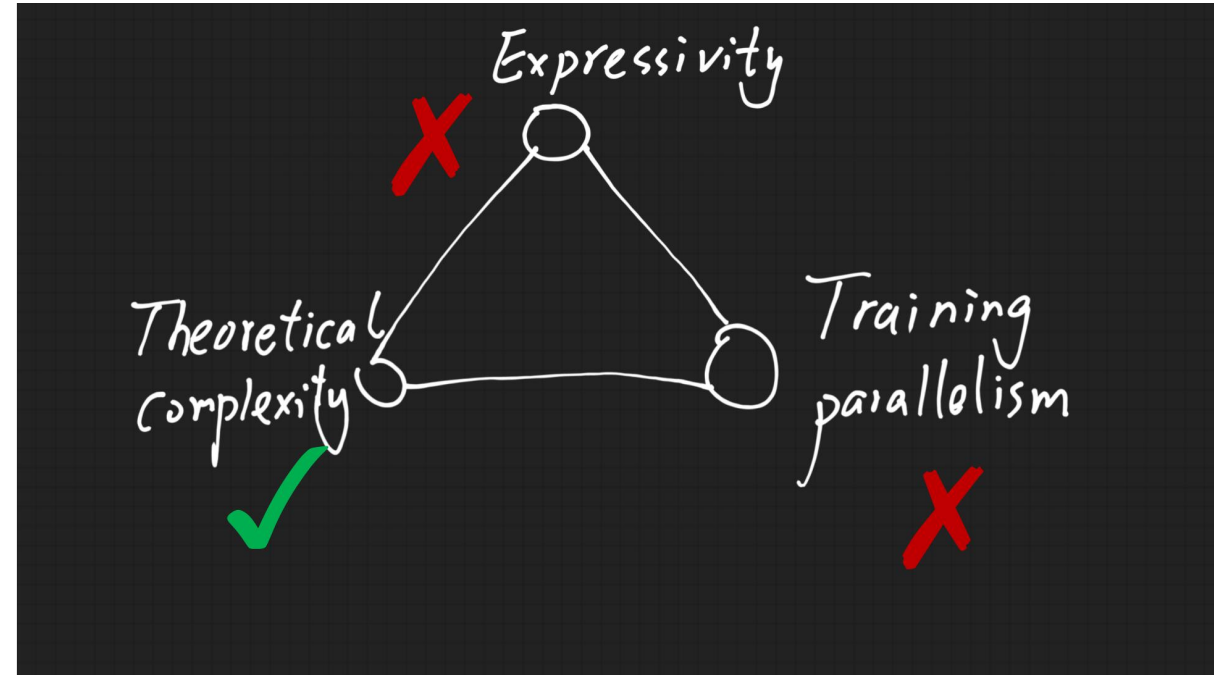 Expressivity
Theoretical
complexity
Training
parallelism